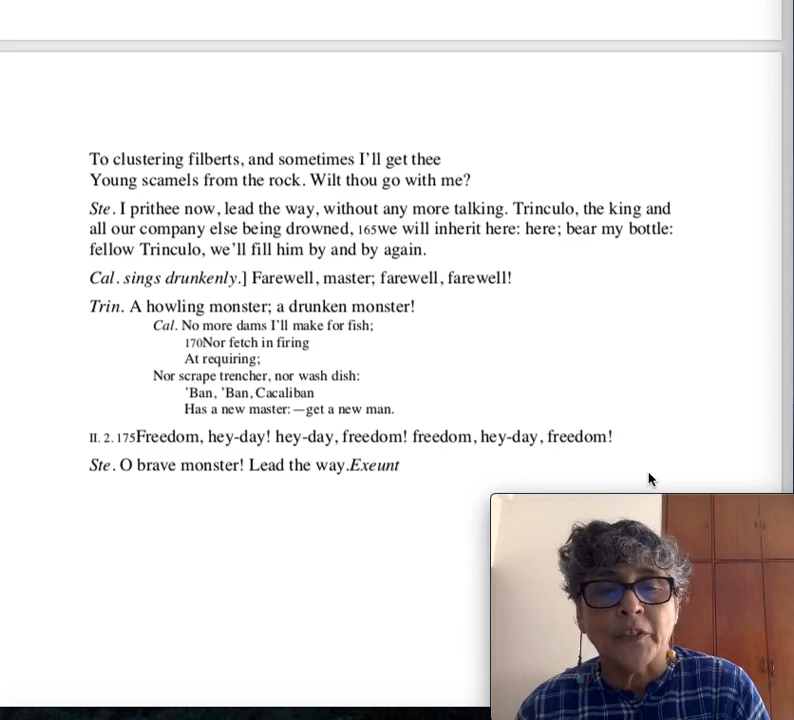 To clustering filberts, and sometimes I’ll get thee
Young scamels from the rock. Wilt thou go with me?
Ste. I prithee now, lead the way, without any more talking. Trinculo, the king and
all our company else being drowned, 165we will inherit here: here; bear my bottle:
fellow Trinculo, we’ll fill him by and by again.
Cal. sings drunkenly.] Farewell, master; farewell, farewell!
Trin. A howling monster; a drunken monster!
Cal. No more dams I’ll make for fish;
170Nor fetch in firing
At requiring;
Nor scrape trencher, nor wash dish:
’Ban, ’Ban, Cacaliban
Has a new master:—get a new man.
II. 2. 175Freedom, hey-day! hey-day, freedom! freedom, hey-day, freedom!
Ste. O brave monster! Lead the way.Exeunt